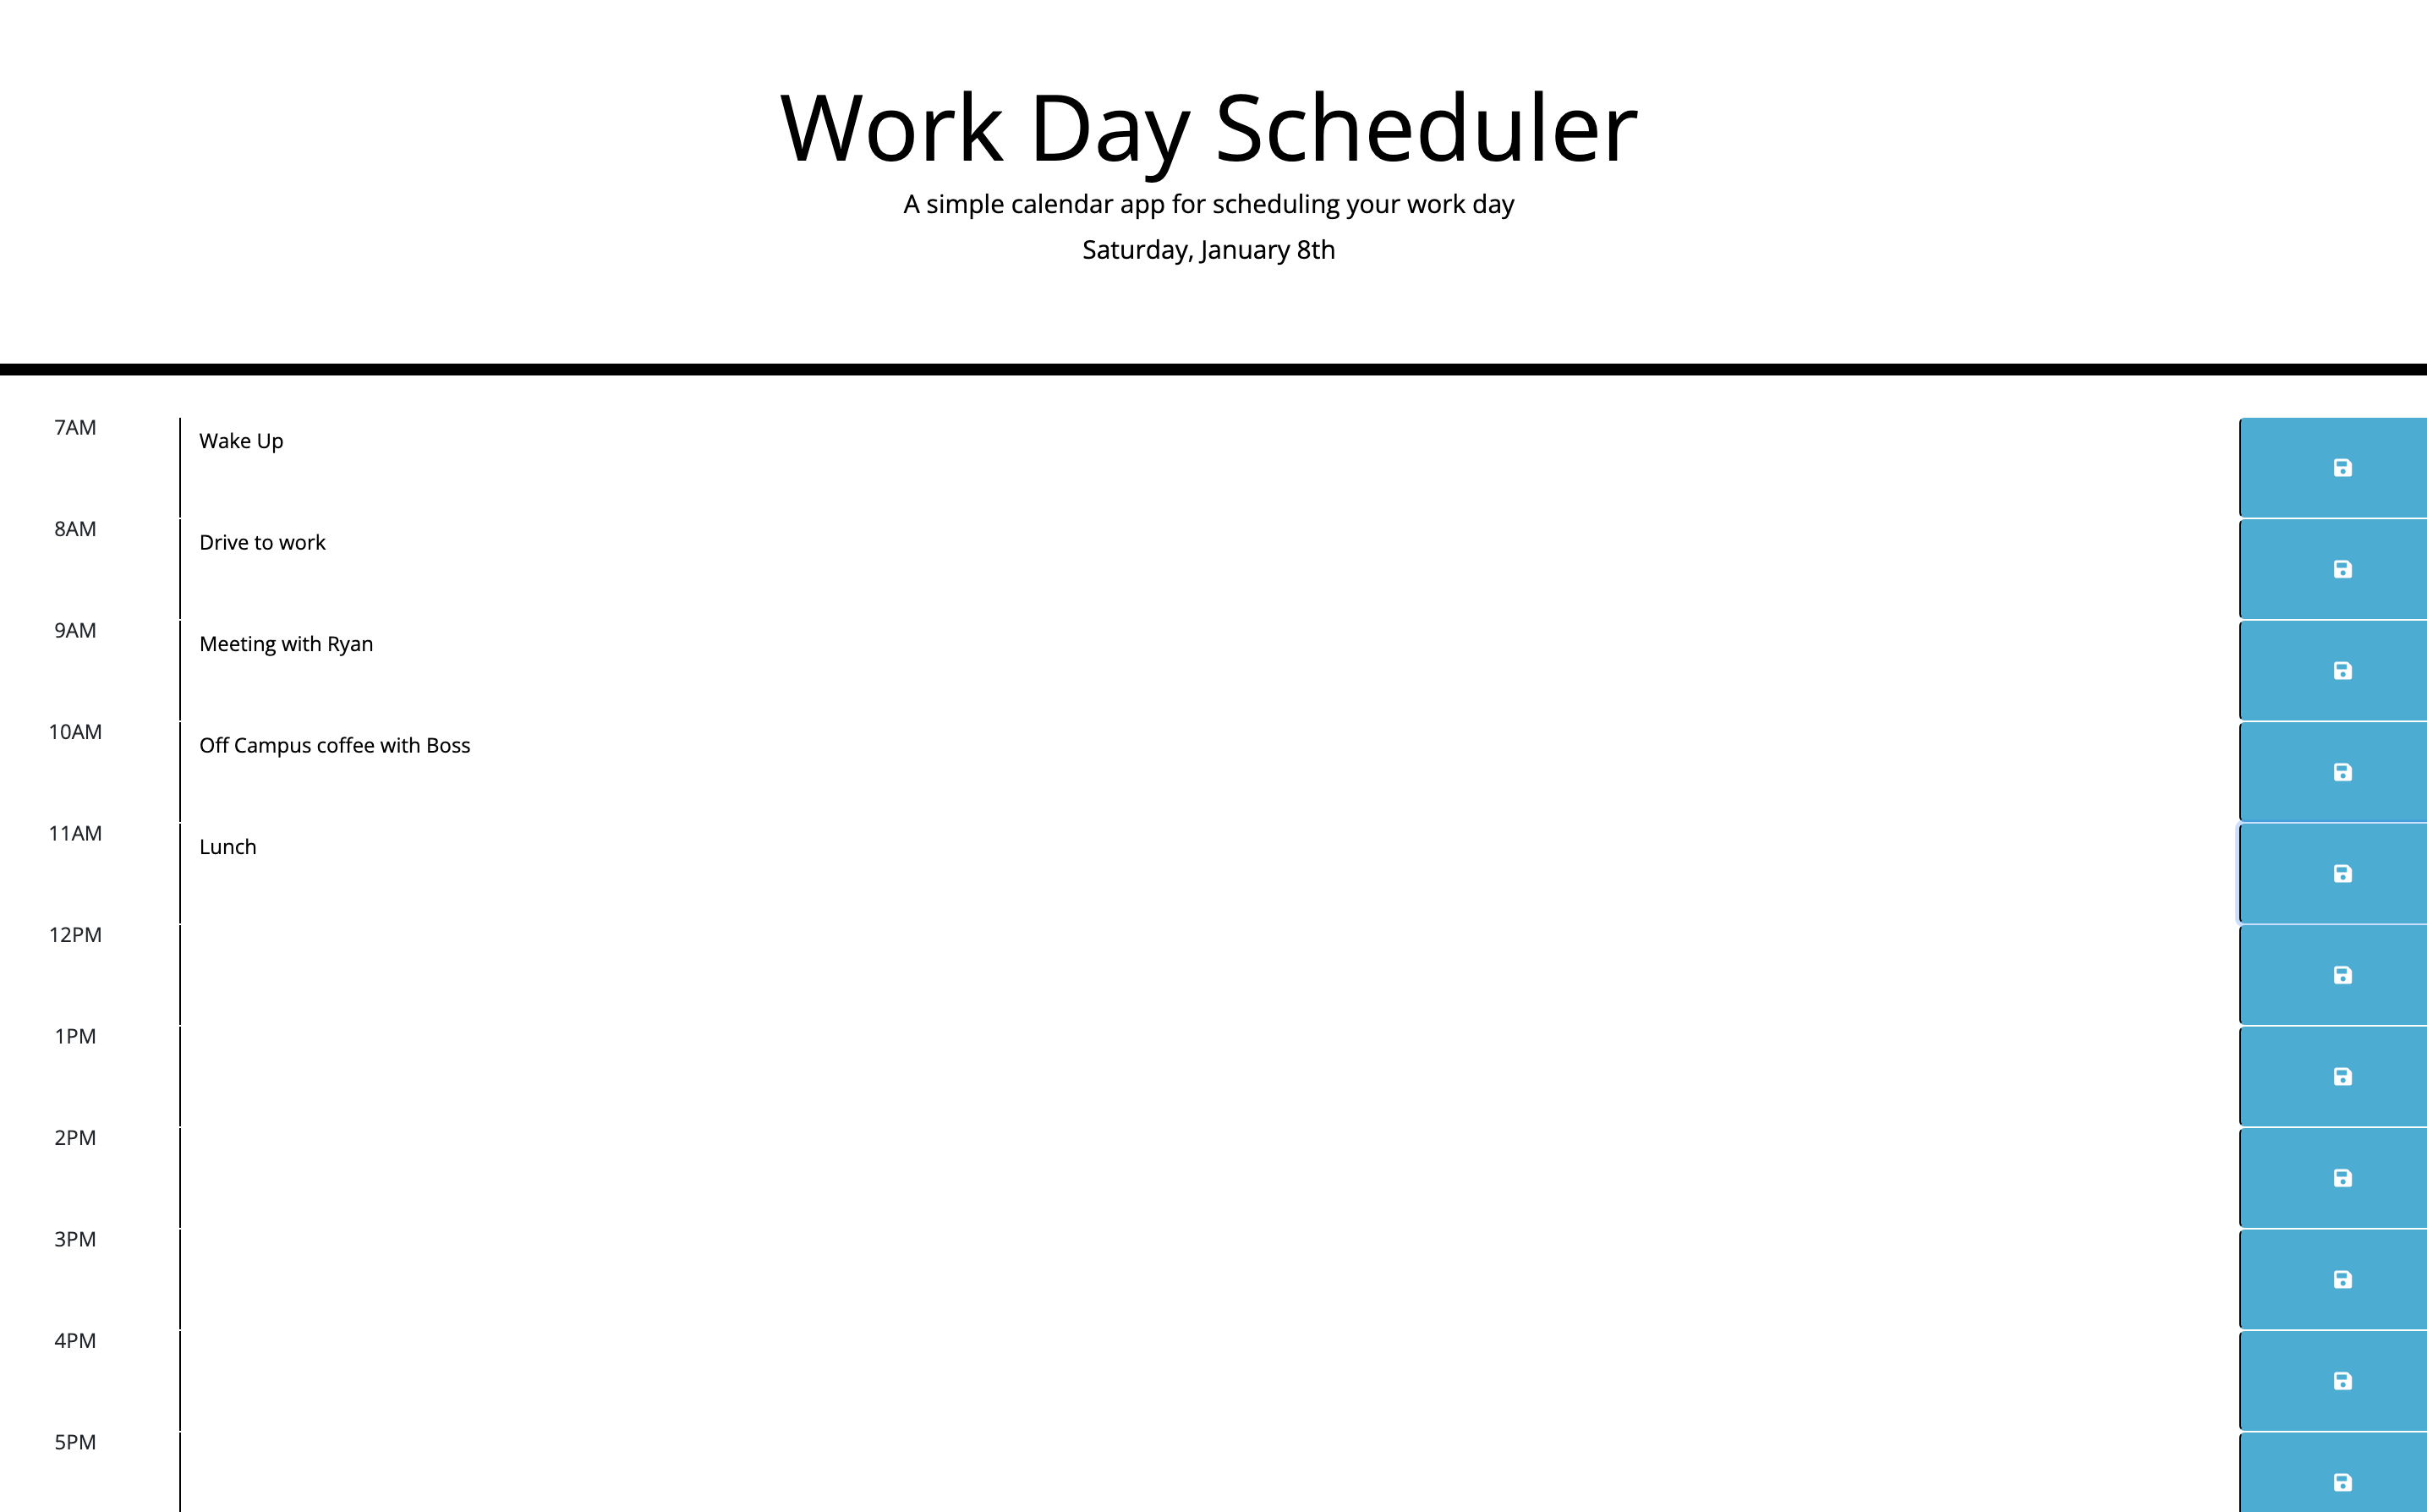 Work Day Scheduler
A simple calendar app for scheduling your work day
Saturday, January 8th
7AM
Wake Up
8AM
Drive to work
9AM
Meeting with Ryan
10AM
Off Campus coffee with Boss
11AM
Lunch
12PM
1PM
2PM
3PM
4PM
5PM